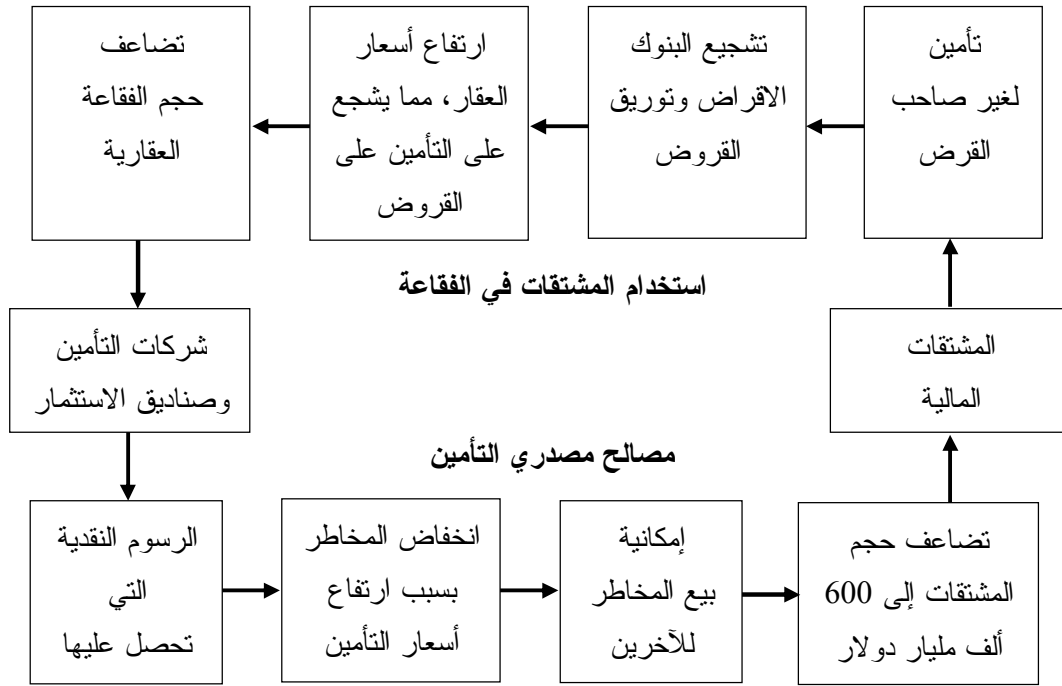 تأمين
لغير صاحب
القرض
تشجيع البنوك
الاقراض وتوريق
القروض
ارتفاع أسعار
العقار، مما يشجع
على التأمين على
القروض
تضاعف
حجم الفقاعة
العقارية
استخدام المشتقات في الفقاعة
المشتقات
المالية
شركات التأمين
وصناديق الاستثمار
مصالح مصدري التأمين
الرسوم النقدية
التي
تحصل عليها
انخفاض المخاطر
بسبب ارتفاع
أسعار التأمين
إمكانية
بيع المخاطر
للآخرين
تضاعف حجم
المشتقات إلى 600
ألف مليار دولار